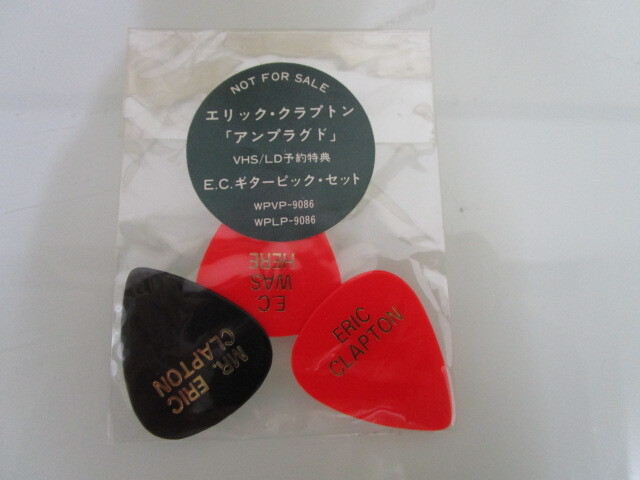 NOT FOR SALE
エリック・クラプトン
「アンプラグド」
VHS/LD予約特典
E.C.ギターピック・セット
WPVP-9086
WPLP-9086
E.C
WAS
HERE
ERIC
CLAPTON
MR. ERIC
CLAPTON